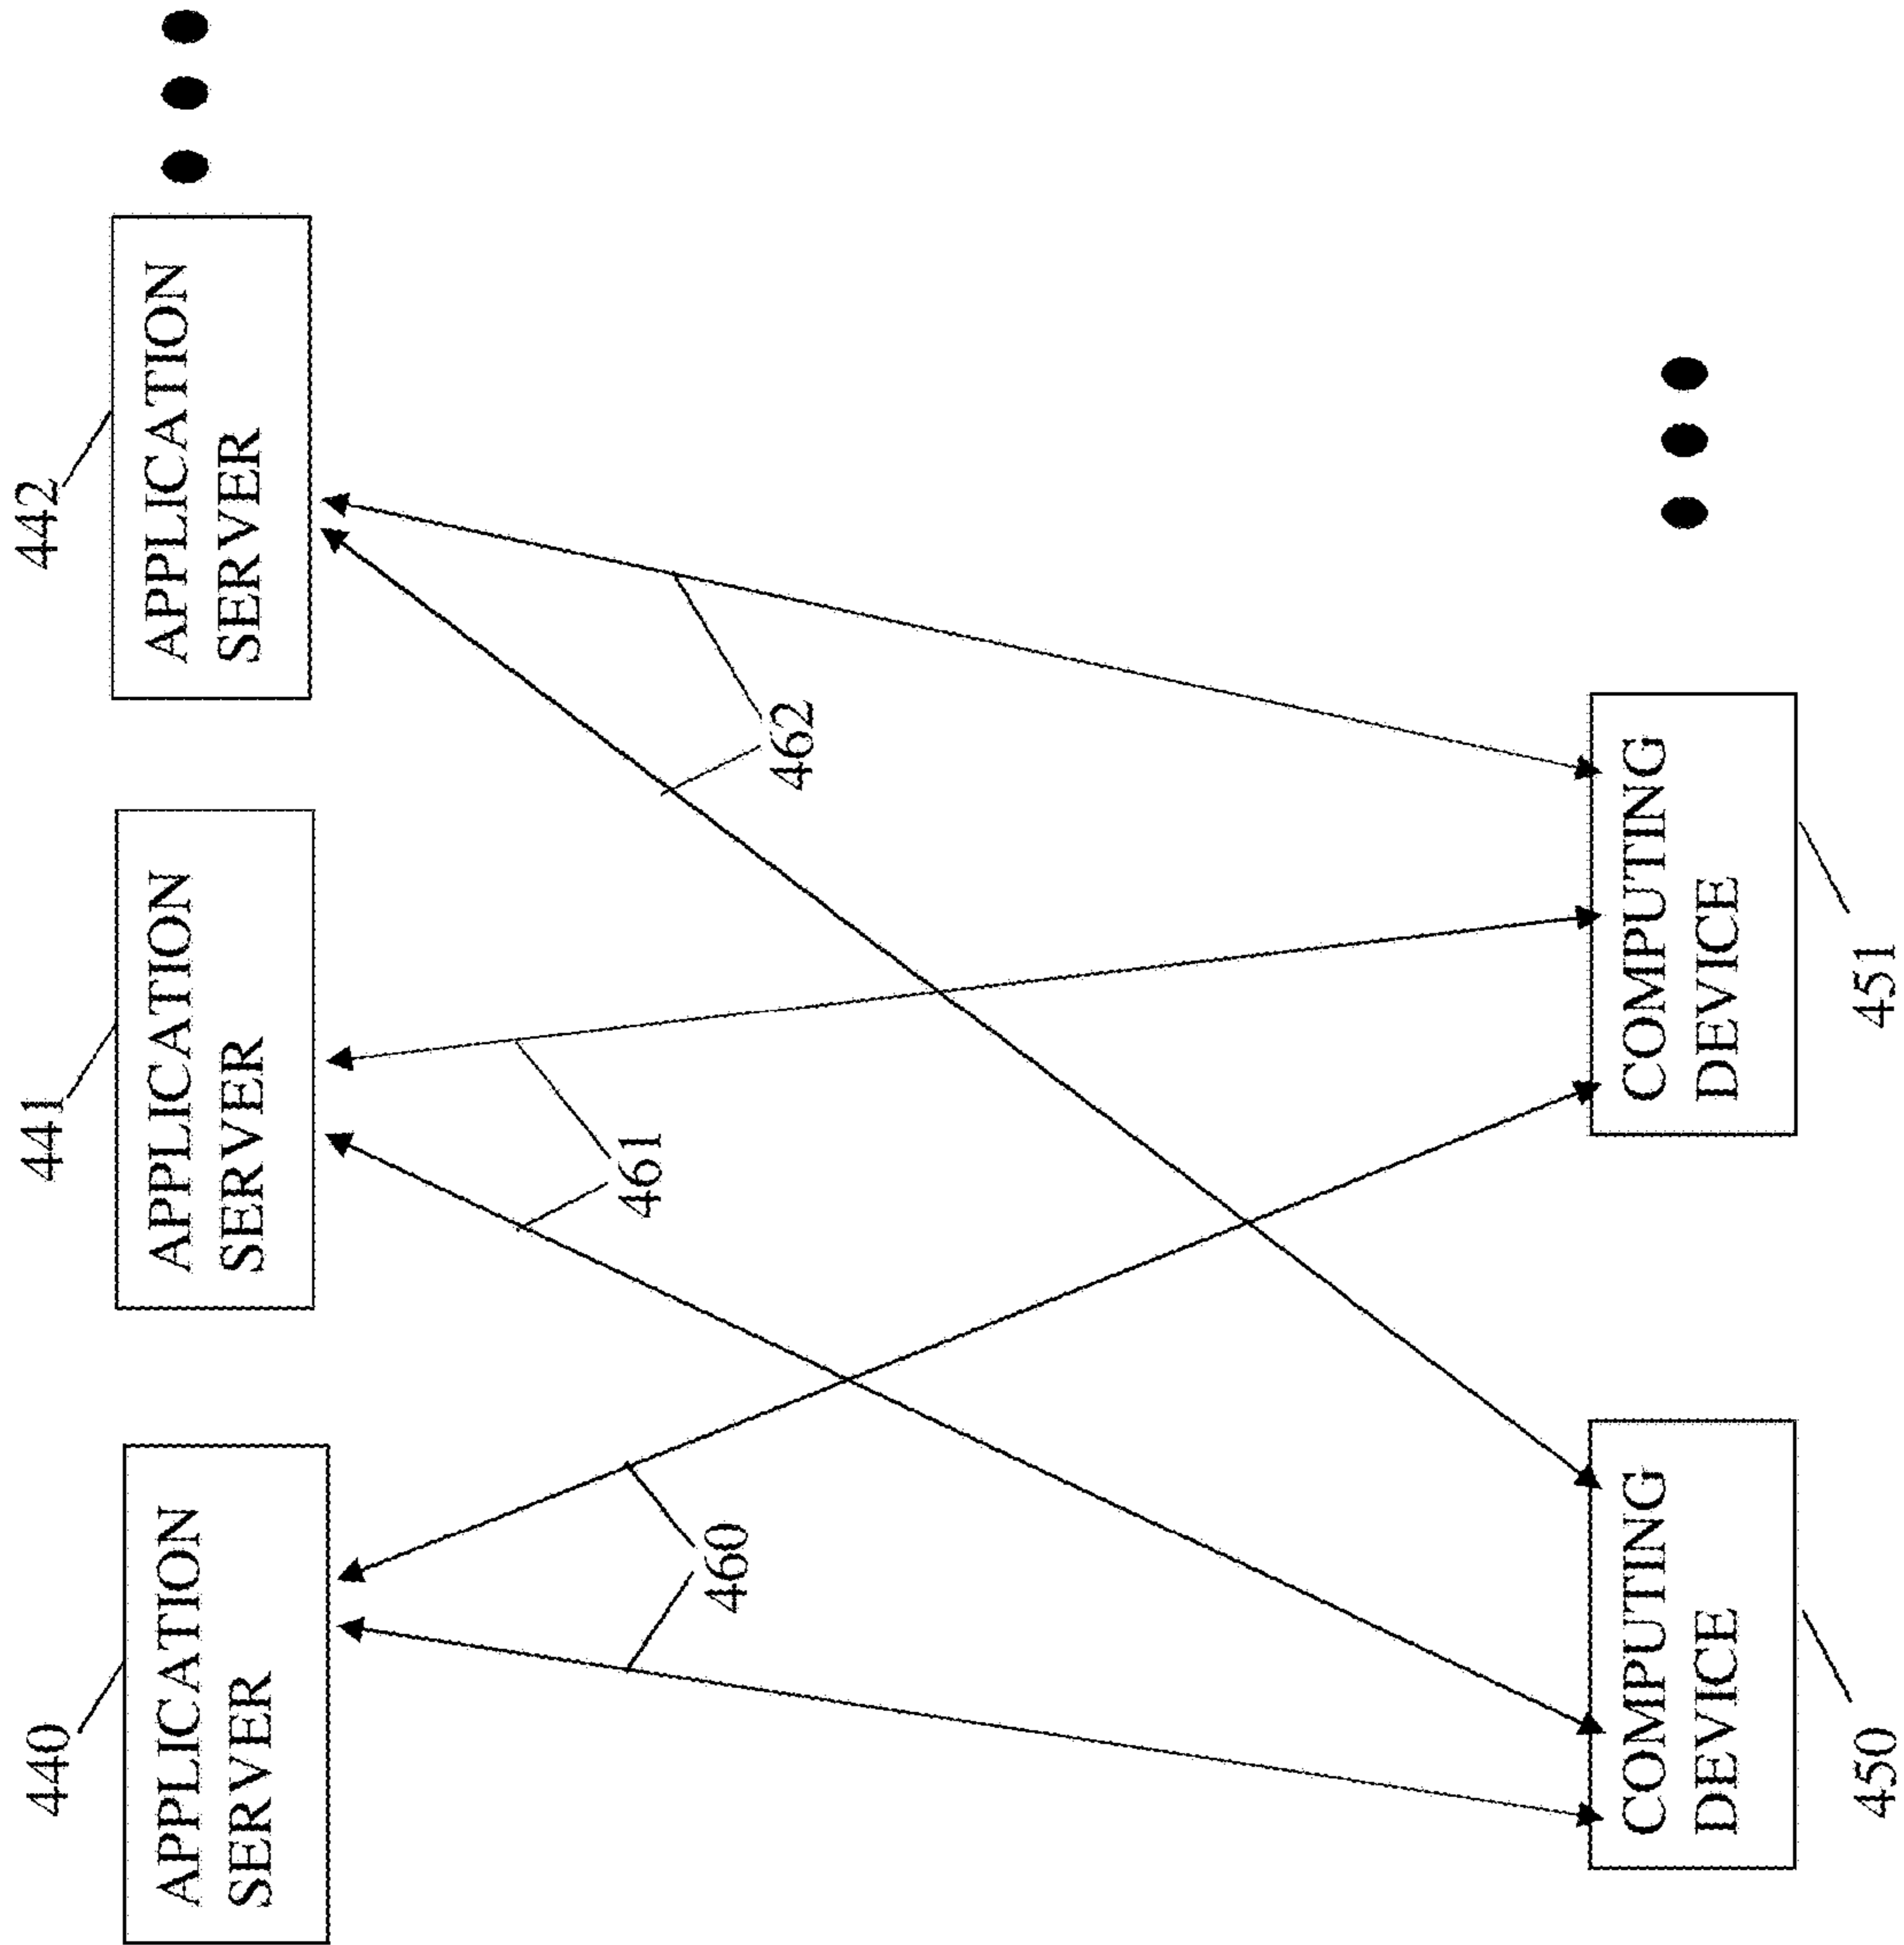 440
441
442
APPLICATION
SERVER
APPLICATION
SERVER
APPLICATION
SERVER
460
461
462
COMPUTING
DEVICE
COMPUTING
DEVICE
450
451